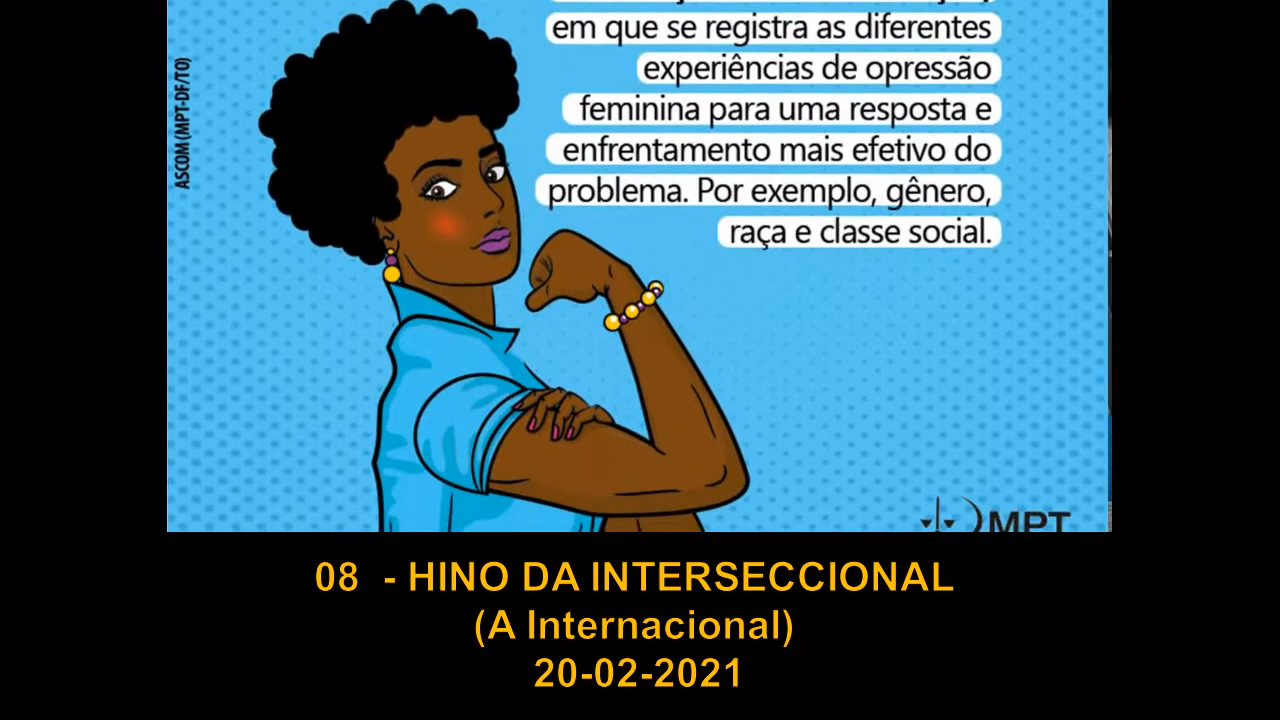 em que se registra as diferentes
experiências de opressão
feminina para uma resposta e
enfrentamento mais efetivo do
problema. Por exemplo, gênero,
raça e classe social.
ASCOM (MPT-DF/TO)
MPT
08 - HINO DA INTERSECCIONAL
(A Internacional)
20-02-2021